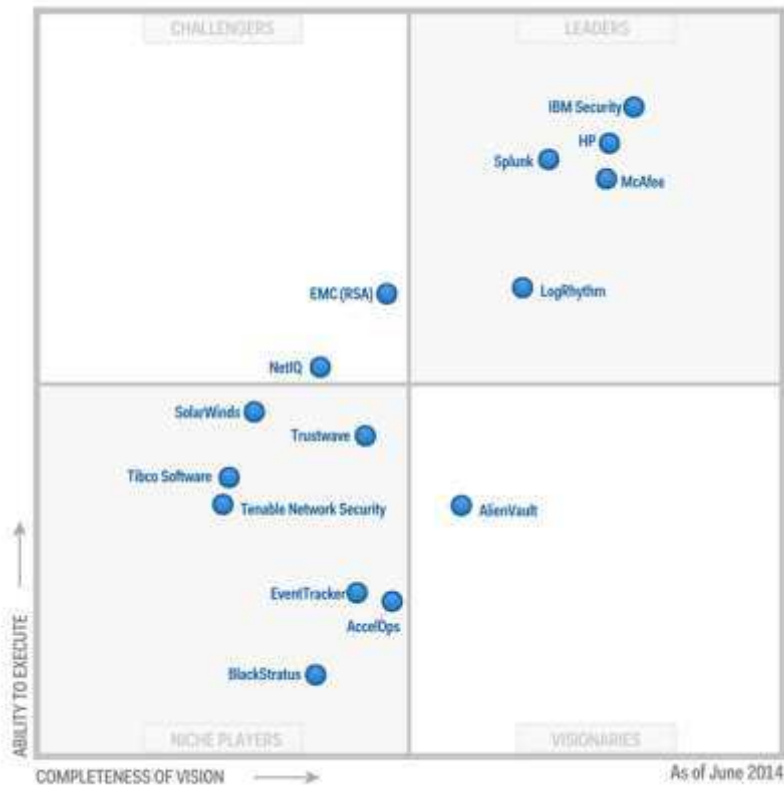 CHALLENGERS
LEADERS
IBM Security
HP
Splunk
McAfee
EMC (RSA)
LogRhythm
NetIQ
SolarWinds
Trustwave
Tibco Software
Tenable Network Security
AlienVault
EventTracker
AccelOps
BlackStratus
ABILITY TO EXECUTE
NICHE PLAYERS
VISIONARIES
COMPLETENESS OF VISION
As of June 2014